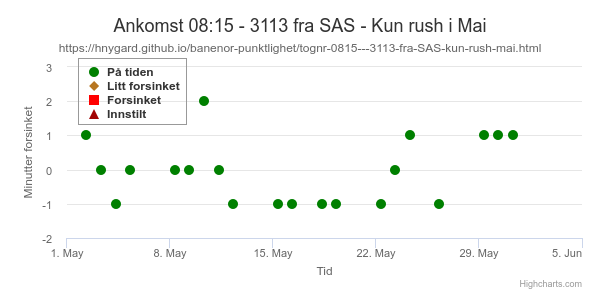 Ankomst 08:15 - 3113 fra SAS - Kun rush i Mai
https://hnygard.github.io/banenor-punktlighet/tognr-0815---3113-fra-SAS-kun-rush-mai.html
På tiden
Litt forsinket
Forsinket
Innstilt
Minutter forsinket
3
2
1
0
-1
-2
1. May
8. May
15. May
22. May
29. May
5. Jun
Tid
Highcharts.com